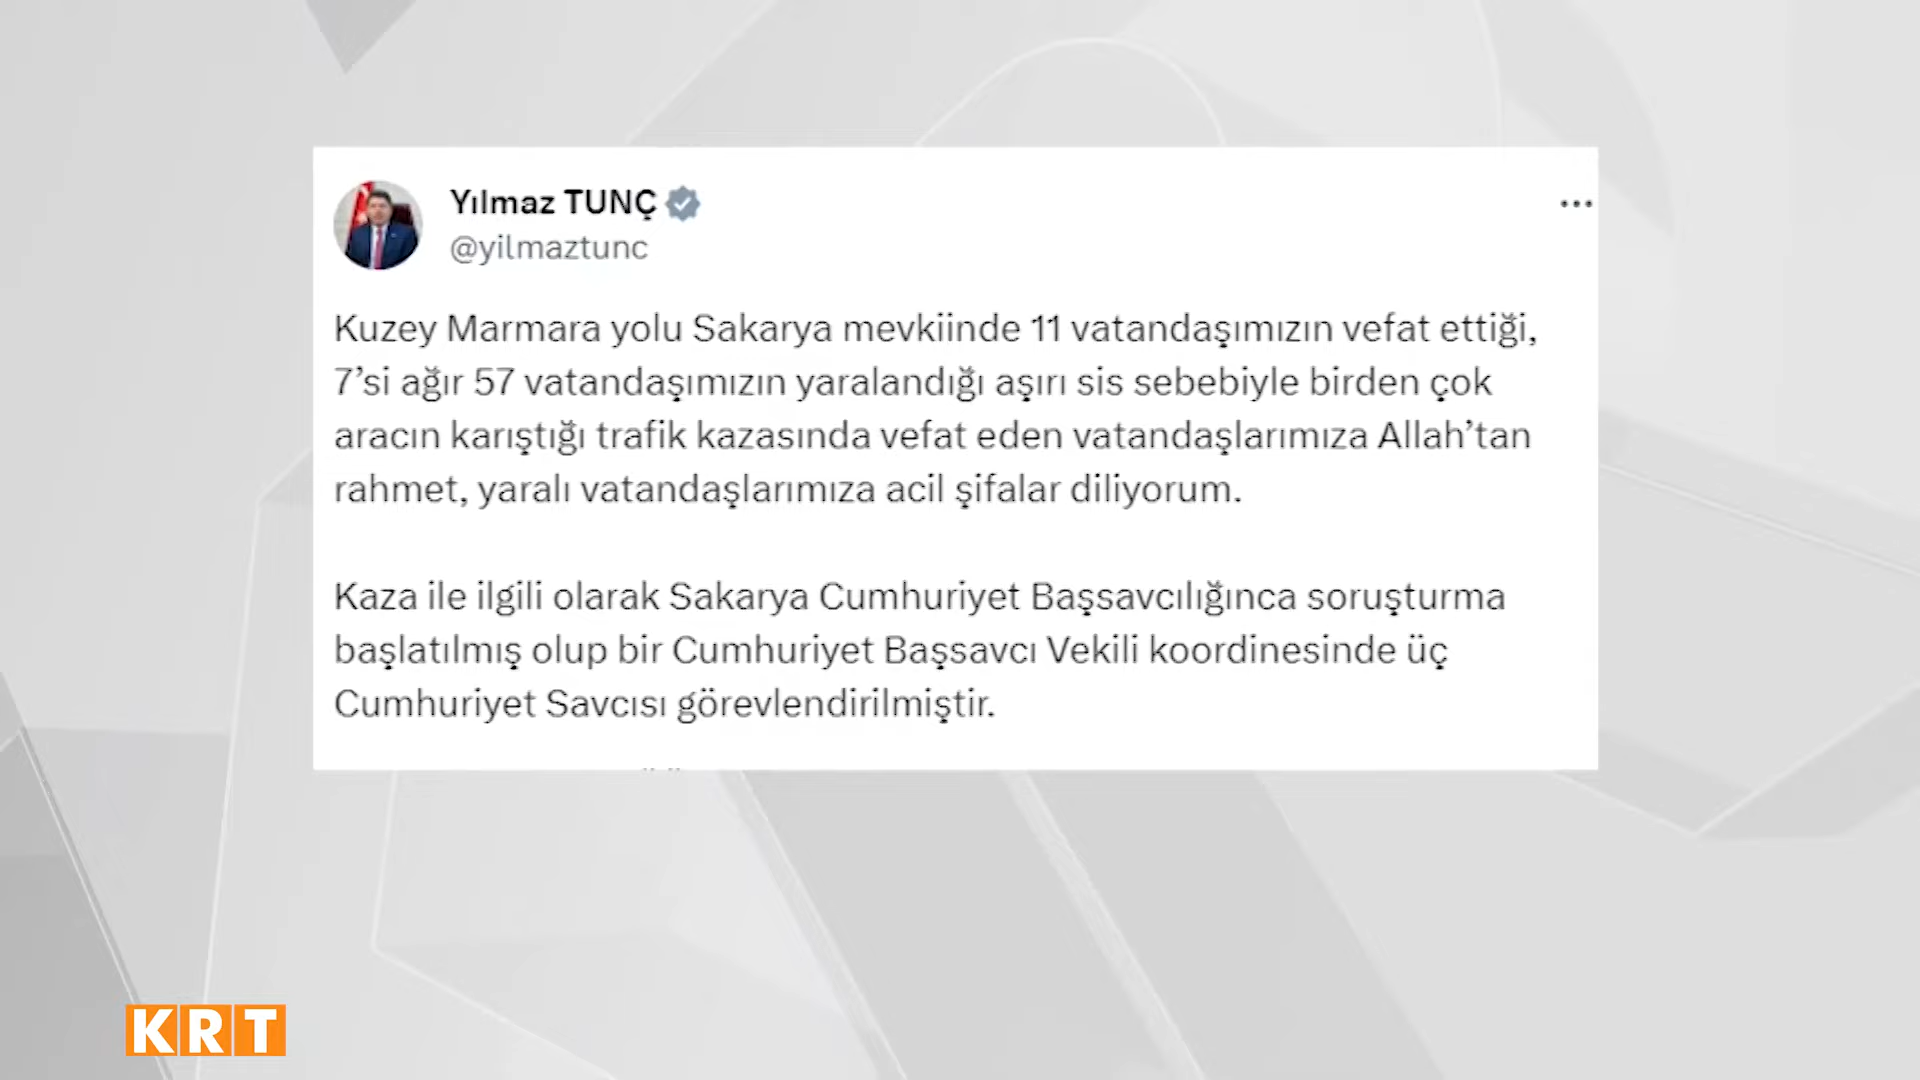 Yılmaz TUNÇ
@yilmaztunc
Kuzey Marmara yolu Sakarya mevkiinde 11 vatandaşımızın vefat ettiği,
7’si ağır 57 vatandaşımızın yaralandığı aşırı sis sebebiyle birden çok
aracın karıştığı trafik kazasında vefat eden vatandaşlarımıza Allah’tan
rahmet, yaralı vatandaşlarımıza acil şifalar diliyorum.
Kaza ile ilgili olarak Sakarya Cumhuriyet Başsavcılığınca soruşturma
başlatılmış olup bir Cumhuriyet Başsavcı Vekili koordinesinde üç
Cumhuriyet Savcısı görevlendirilmiştir.
KRT